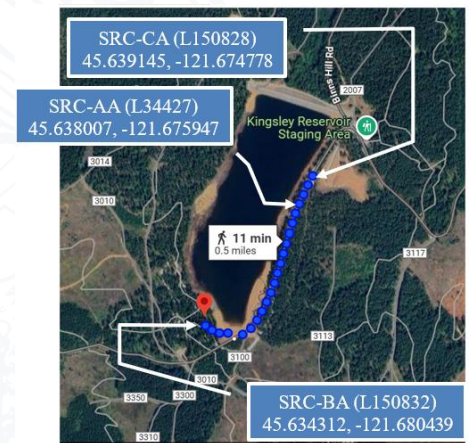 SRC-CA (L150828)
45.639145, -121.674778
Binns Hill Rd
2007
SRC-AA (L34427)
45.638007, -121.675947
Kingsley Reservoir
Staging Area
3014
3010
11 min
0.5 miles
3117
3113
3100
3010
3350
3300
3310
SRC-BA (L150832)
45.634312, -121.680439